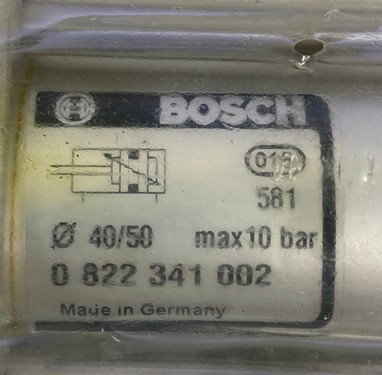 BOSCH
015
581
Ø 40/50 max10 bar
0 822 341 002
Made in Germany